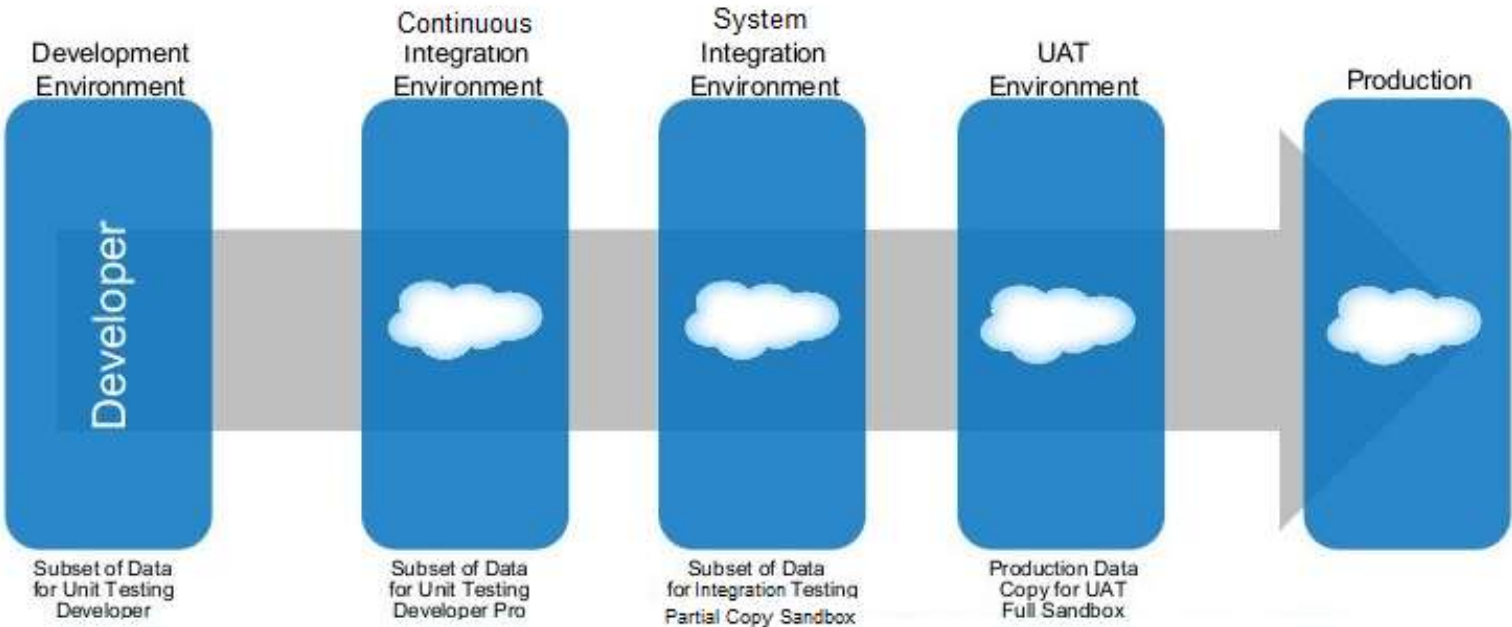 Development
Environment
Continuous
Integration
Environment
System
Integration
Environment
UAT
Environment
Production
Developer
Subset of Data
for Unit Testing
Developer
Subset of Data
for Unit Testing
Developer Pro
Subset of Data
for Integration Testing
Partial Copy Sandbox
Production Data
Copy for UAT
Full Sandbox